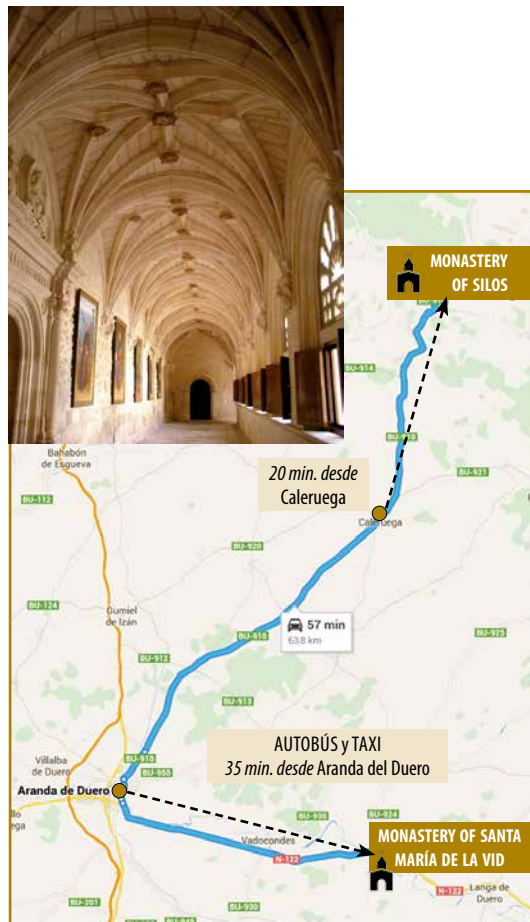 MONASTERY
OF SILOS
BU-914
BU-910
Bahabón
de Esgueva
20 min. desde
Caleruega
BU-921
BU-112
Caleruega
BU-920
BU-124
Gumiel
de Izán
57 min
63.8 km
BU-925
BU-910
BU-912
BU-913
AUTOBÚS y TAXI
35 min. desde Aranda del Duero
Villalba
de Duero
BU-910
BU-950
Aranda de Duero
BU-930
BU-924
MONASTERY OF SANTA
MARÍA DE LA VID
Vadocondes
N-122
N-122
Langa de
Duero